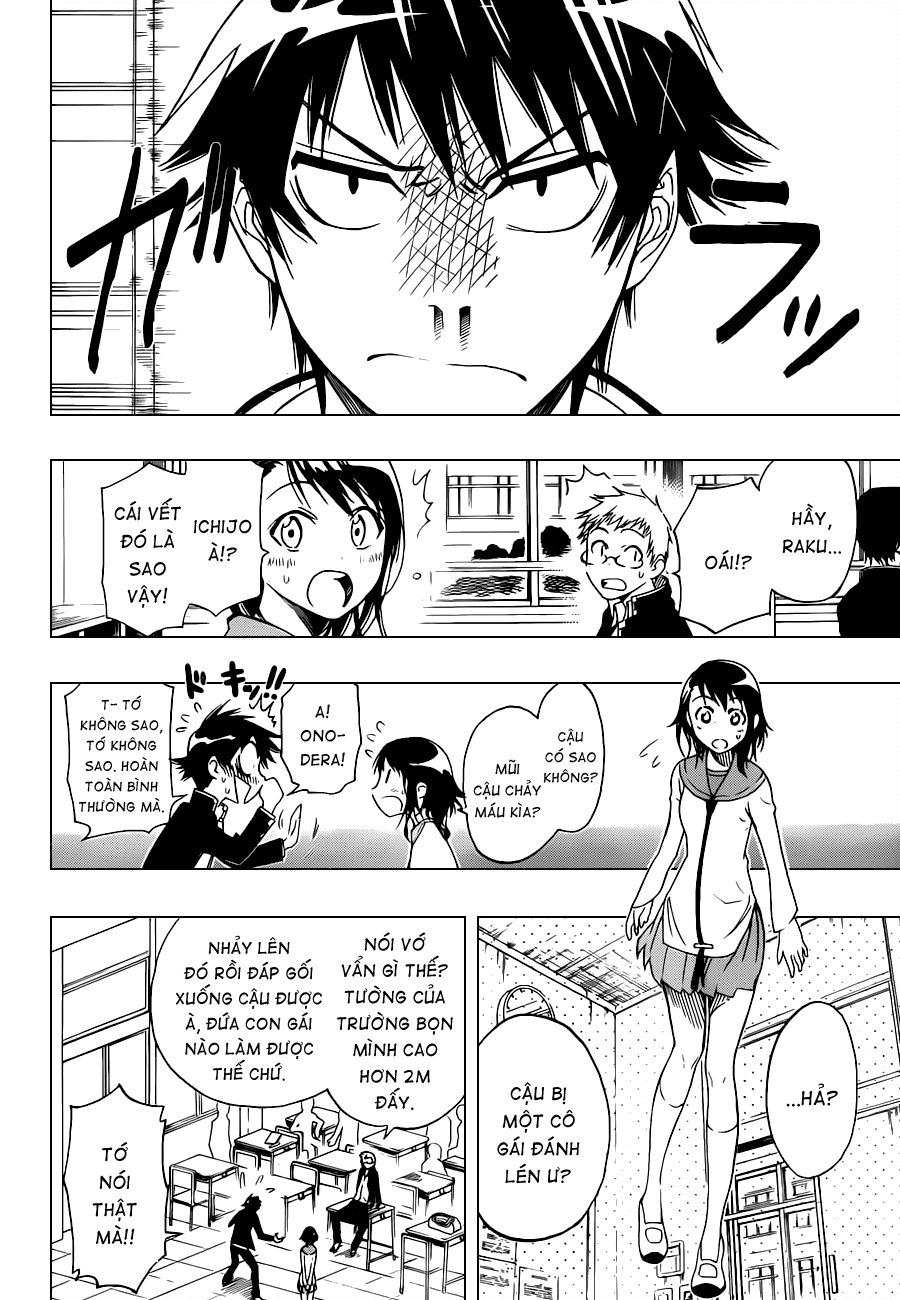 ガラッ
HẦY,
RAKU...
OÁI!?
ICHIJO
À!?
CÁI VẾT
ĐÓ LÀ
SAO
VẬY!
CẬU
CÓ SAO
KHÔNG?
MŨI
CẬU CHẢY
MÁU KÌA?
A!
ONO-
DERA!
ドキッ!!
T- TỚ
KHÔNG SAO,
TỚ KHÔNG
SAO. HOÀN
TOÀN BÌNH
THƯỜNG MÀ.
...HẢ?
CẬU BỊ
MỘT CÔ
GÁI ĐÁNH
LÉN Ư?
NÓI VỚ
VẨN GÌ THẾ?
TƯỜNG CỦA
TRƯỜNG BỌN
MÌNH CAO
HƠN 2M
ĐẤY.
NHẢY LÊN
ĐÓ RỒI ĐÁP GỐI
XUỐNG CẬU ĐƯỢC
À, ĐỨA CON GÁI
NÀO LÀM ĐƯỢC
THẾ CHỨ.
TỚ
NÓI
THẬT
MÀ!!